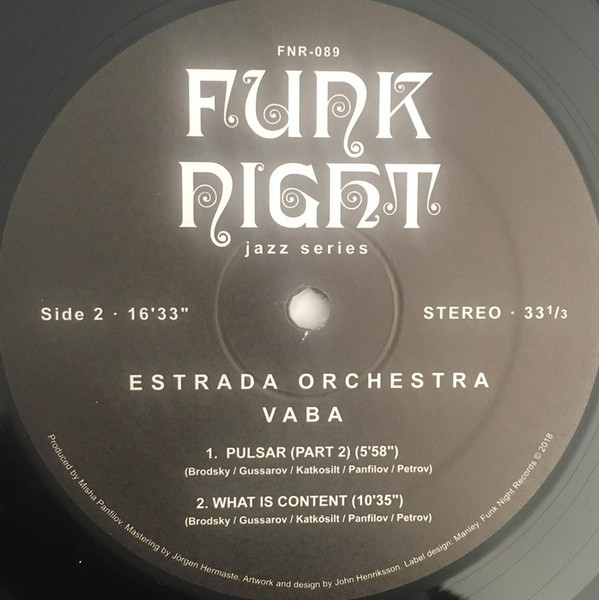 FNR-089
FUNK
NIGHT
jazz series
Side 2 · 16'33"
STEREO · 33 1/3
ESTRADA ORCHESTRA
VABA
1. PULSAR (PART 2) (5'58")
(Brodsky / Gussarov / Katkosilt / Panfilov / Petrov)
2. WHAT IS CONTENT (10'35")
(Brodsky / Gussarov / Katkõsilt / Panfilov / Petrov)
Produced by Misha Panfilov. Mastering by Jörgen Hermaste. Artwork and design by John Henriksson. Label design: Manley. Funk Night Records © 2018